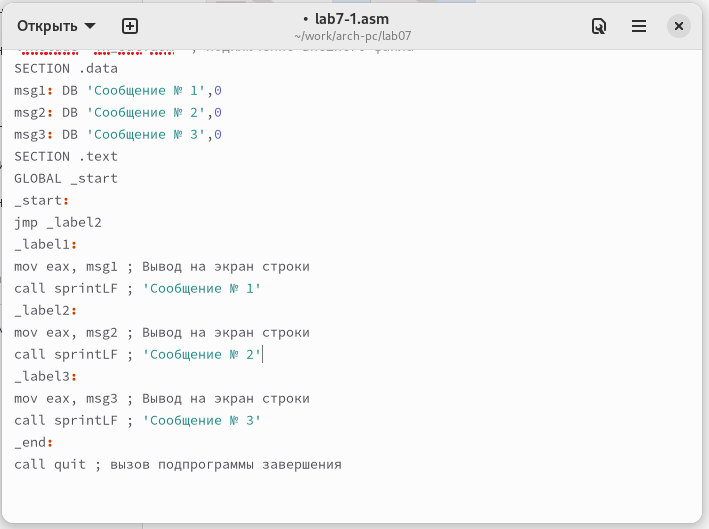 Открыть
• lab7-1.asm
~/work/arch-pc/lab07
SECTION .data
msg1: DB 'Сообщение № 1',0
msg2: DB 'Сообщение № 2',0
msg3: DB 'Сообщение № 3',0
SECTION .text
GLOBAL _start
_start:
jmp _label2
_label1:
mov eax, msg1 ; Вывод на экран строки
call sprintLF ; 'Сообщение № 1'
_label2:
mov eax, msg2 ; Вывод на экран строки
call sprintLF ; 'Сообщение № 2'
_label3:
mov eax, msg3 ; Вывод на экран строки
call sprintLF ; 'Сообщение № 3'
_end:
call quit ; вызов подпрограммы завершения